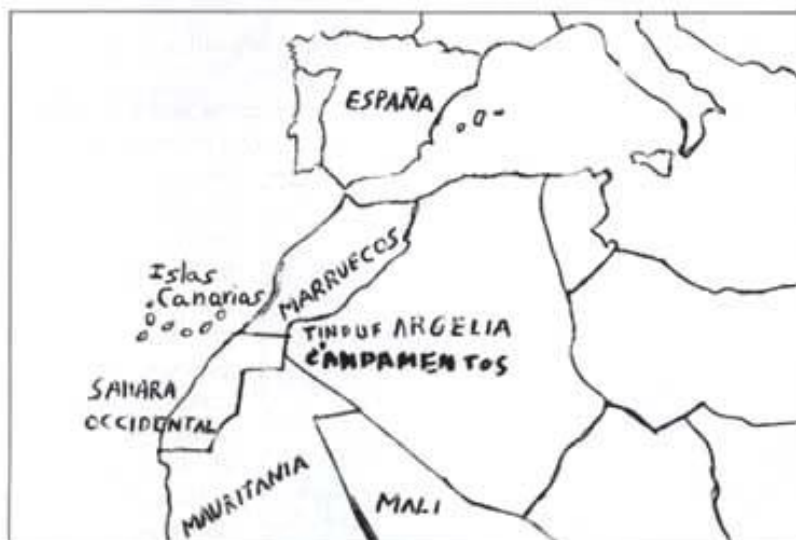 ESPAÑA
Islas
Canarias
MARRUECOS
TINDUF ARGELIA
CAMPAMENTOS
SAHARA
OCCIDENTAL
MAURITANIA
MALI